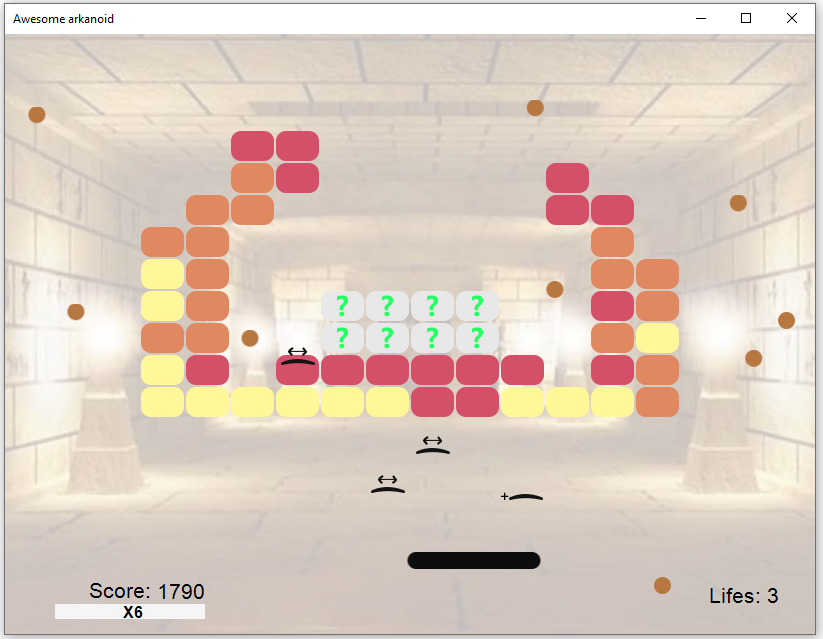 Awesome arkanoid
? ? ? ?
? ? ? ?
+
Score: 1790
X6
Lifes: 3